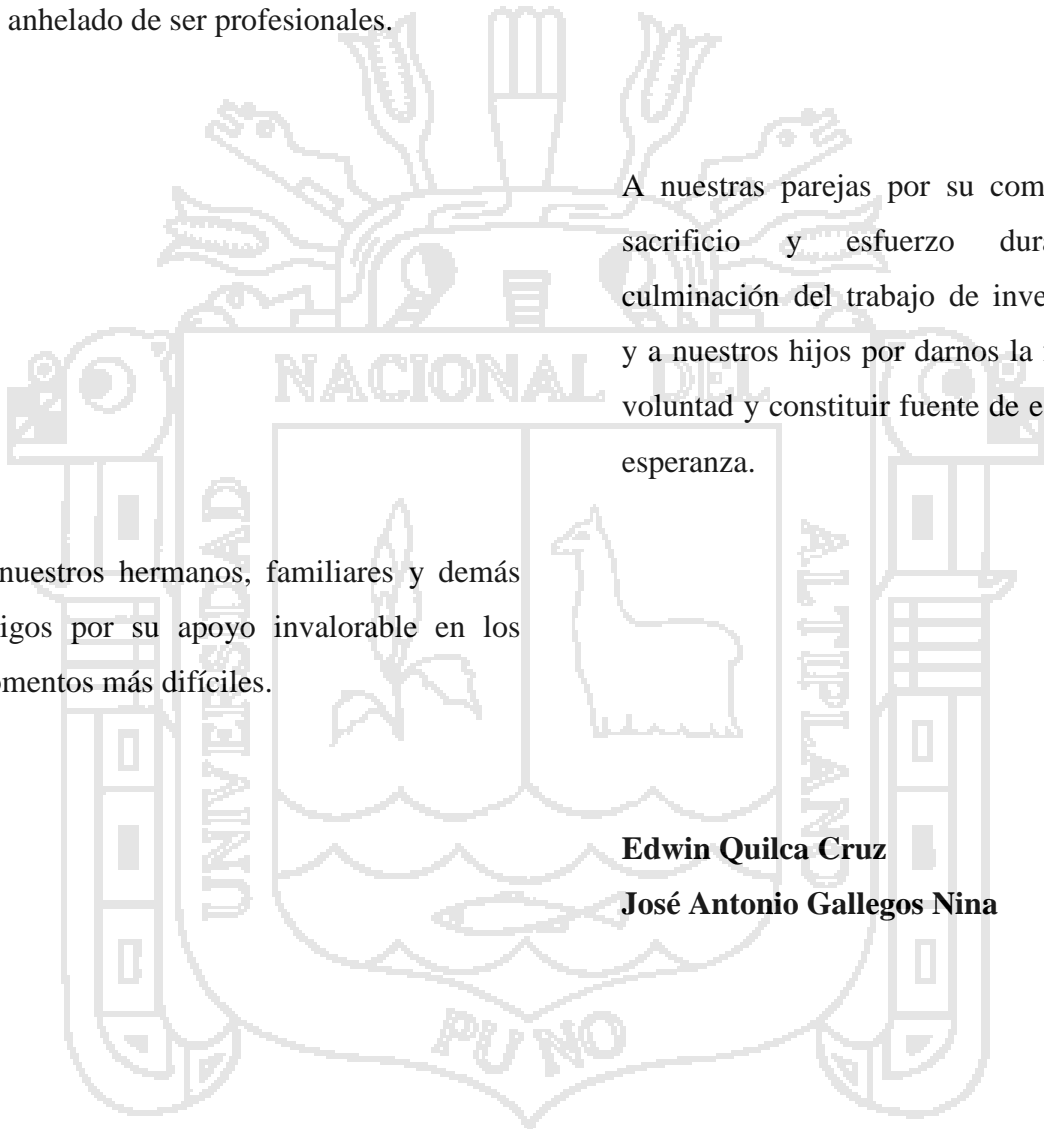 anhelado de ser profesionales.
A nuestras parejas por su com
sacrificio y esfuerzo dura
culminación del trabajo de inve
y a nuestros hijos por darnos la
voluntad y constituir fuente de e
esperanza.
nuestros hermanos, familiares y demás
igos por su apoyo invalorable en los
omentos más difíciles.
Edwin Quilca Cruz
José Antonio Gallegos Nina
NACIONAL DEL
UNIVERSIDAD
ALTIPLANO
PUNO